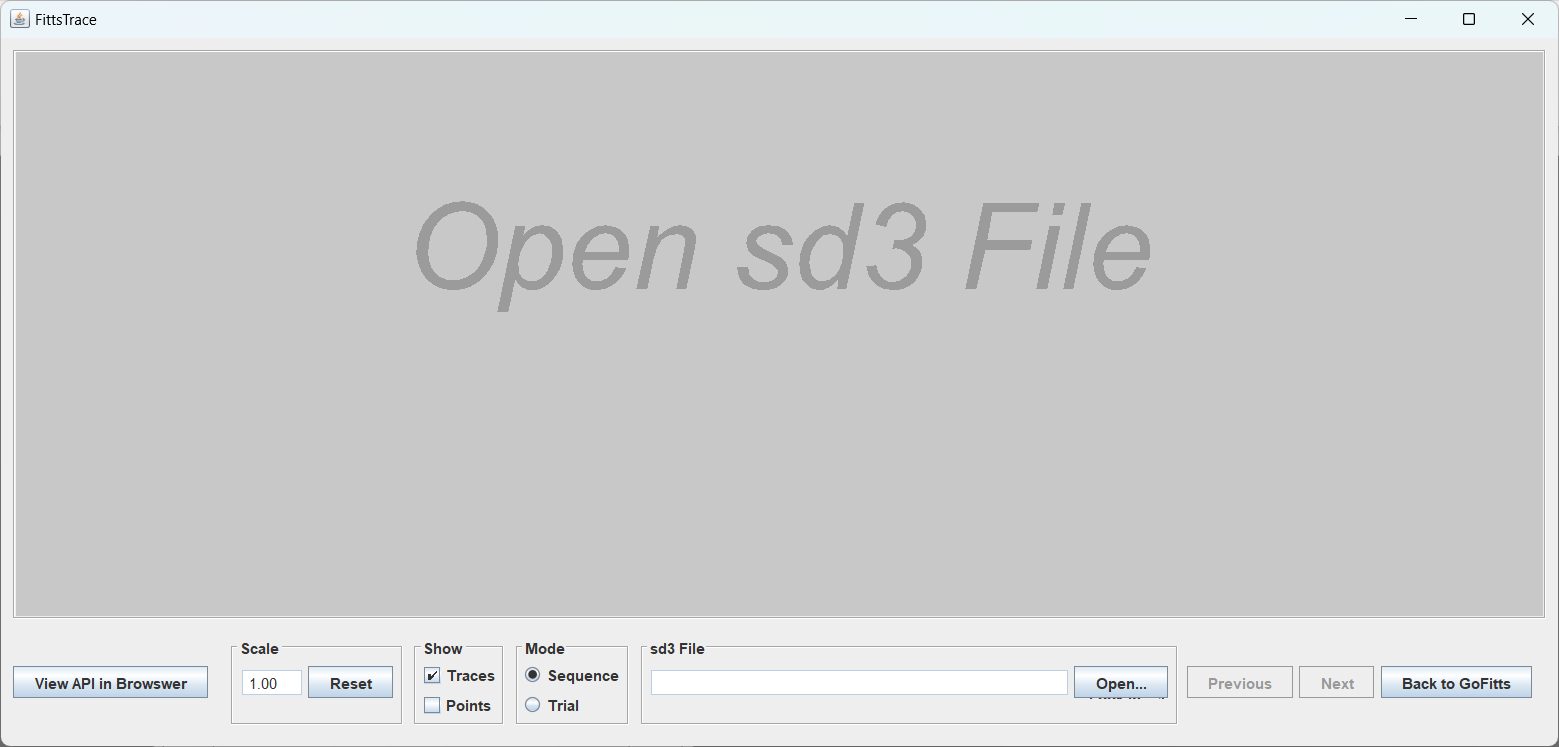 FittsTrace
Open sd3 File
Scale
Show
Mode
sd3 File
View API in Browswer
1.00
Reset
Traces
Points
Sequence
Trial
Open...
Previous
Next
Back to GoFitts